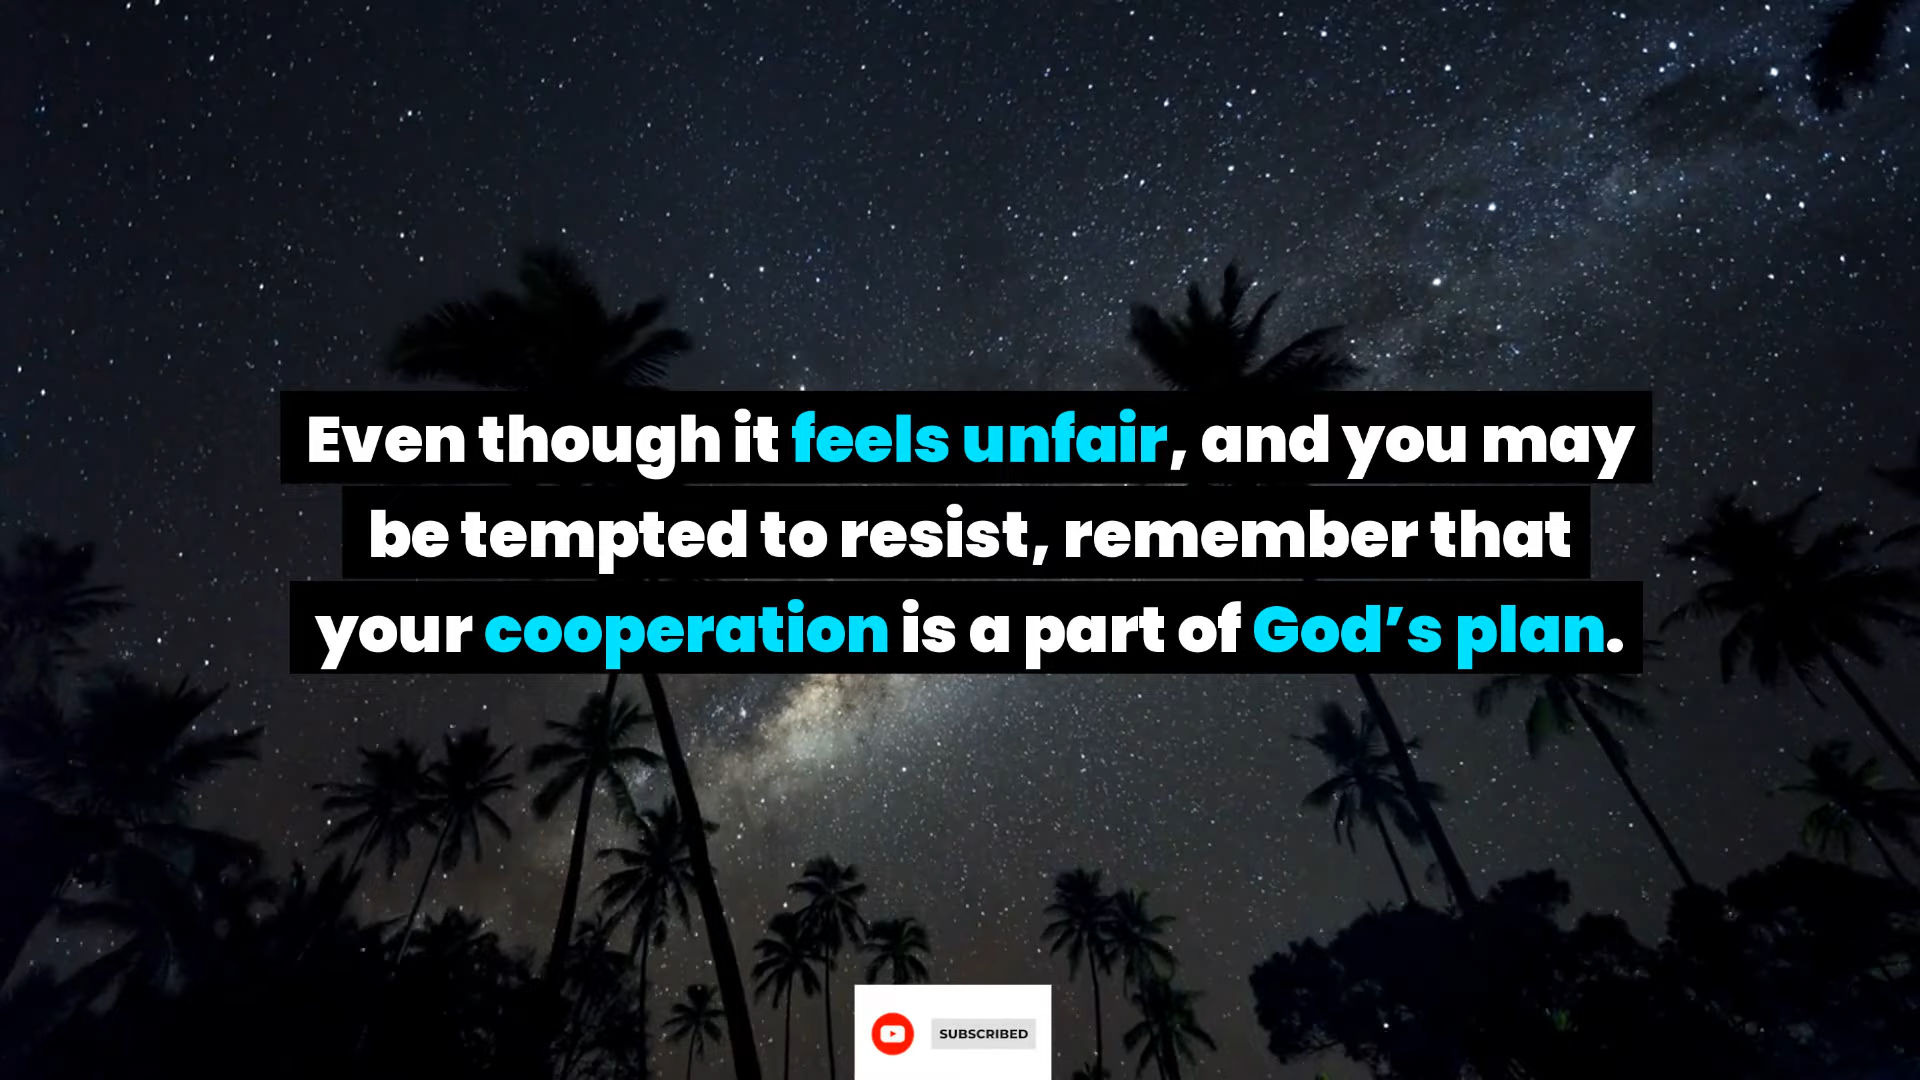 Even though it feels unfair, and you may
be tempted to resist, remember that
your cooperation is a part of God’s plan.
SUBSCRIBED